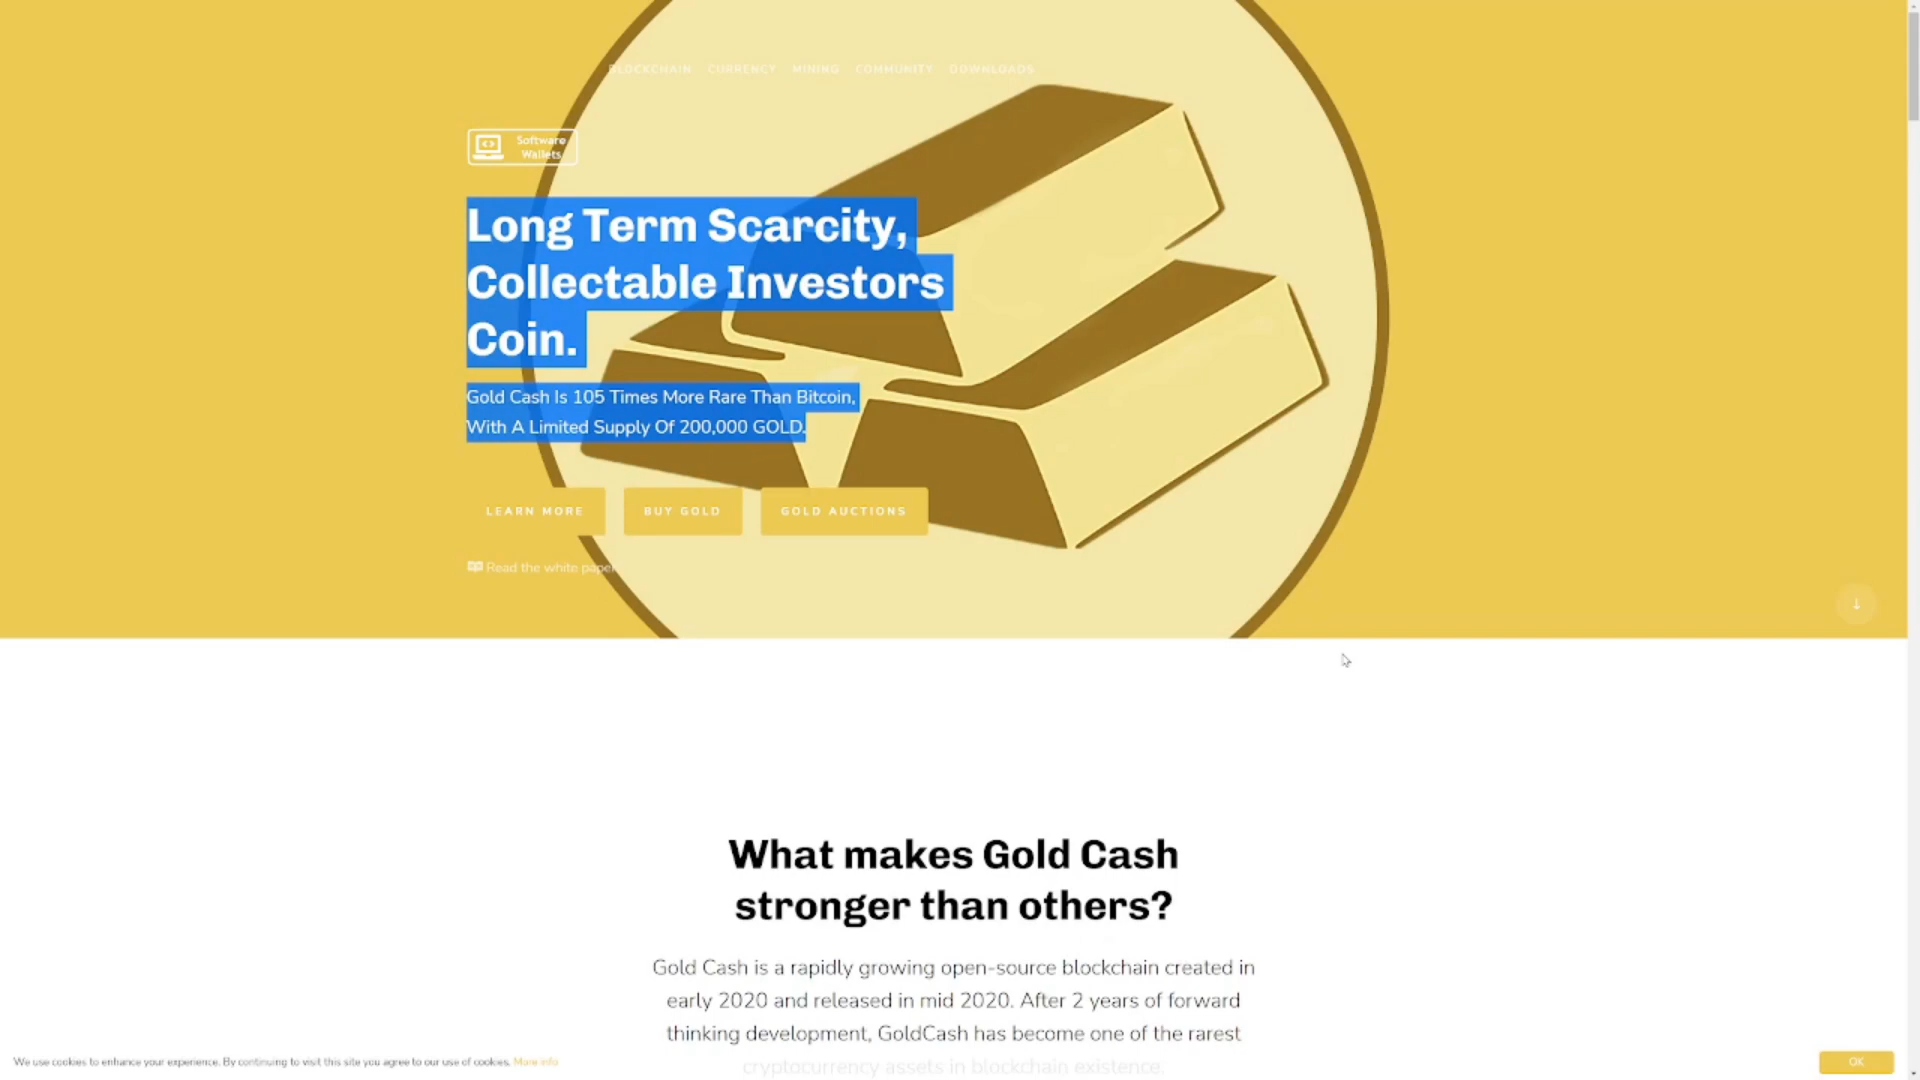 BLOCKCHAIN CURRENCY MINING COMMUNITY DOWNLOADS
Software
Wallets
Long Term Scarcity,
Collectable Investors
Coin.
Gold Cash Is 105 Times More Rare Than Bitcoin,
With A Limited Supply Of 200,000 GOLD.
LEARN MORE
BUY GOLD
GOLD AUCTIONS
Read the white paper
What makes Gold Cash
stronger than others?
Gold Cash is a rapidly growing open-source blockchain created in
early 2020 and released in mid 2020. After 2 years of forward
thinking development, GoldCash has become one of the rarest
cryptocurrency assets in blockchain existence.
We use cookies to enhance your experience. By continuing to visit this site you agree to our use of cookies. More info
OK